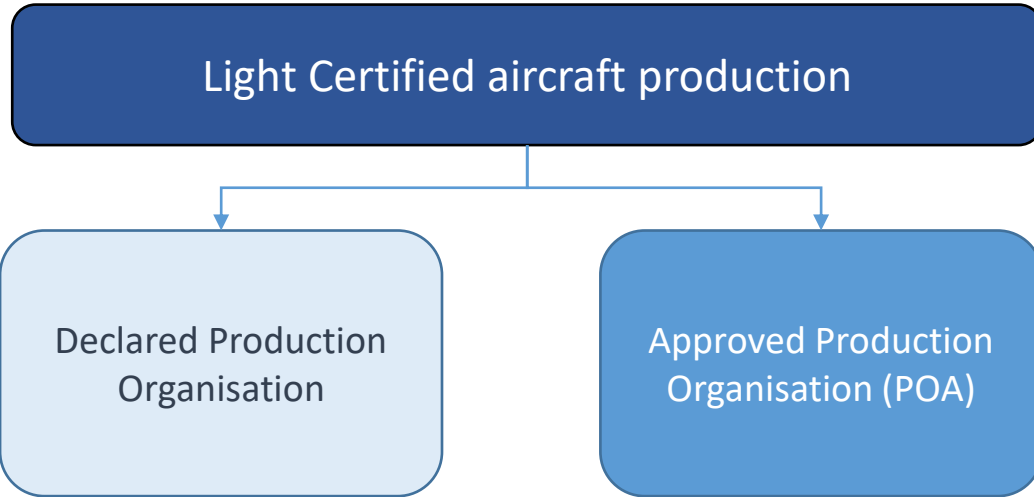 Light Certified aircraft production
Declared Production
Organisation
Approved Production
Organisation (POA)